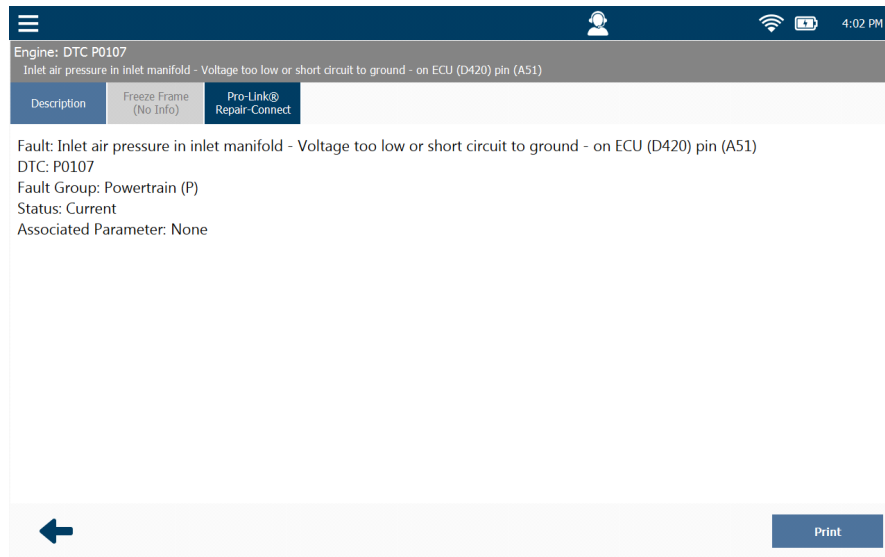 4:02 PM
Engine: DTC P0107
Inlet air pressure in inlet manifold - Voltage too low or short circuit to ground - on ECU (D420) pin (A51)
Description
Freeze Frame
(No Info)
Pro-Link®
Repair-Connect
Fault: Inlet air pressure in inlet manifold - Voltage too low or short circuit to ground - on ECU (D420) pin (A51)
DTC: P0107
Fault Group: Powertrain (P)
Status: Current
Associated Parameter: None
Print